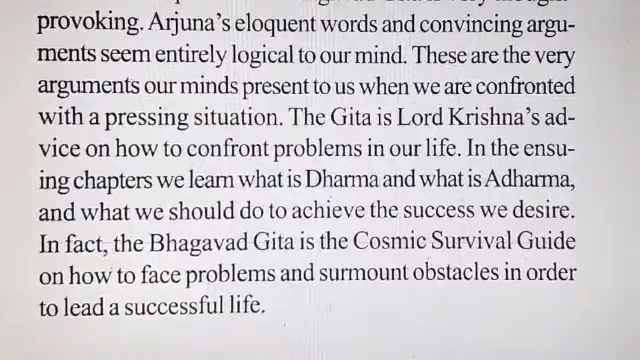 provoking. Arjuna's eloquent words and convincing argu-
ments seem entirely logical to our mind. These are the very
arguments our minds present to us when we are confronted
with a pressing situation. The Gita is Lord Krishna's ad-
vice on how to confront problems in our life. In the ensu-
ing chapters we learn what is Dharma and what is Adharma,
and what we should do to achieve the success we desire.
In fact, the Bhagavad Gita is the Cosmic Survival Guide
on how to face problems and surmount obstacles in order
to lead a successful life.